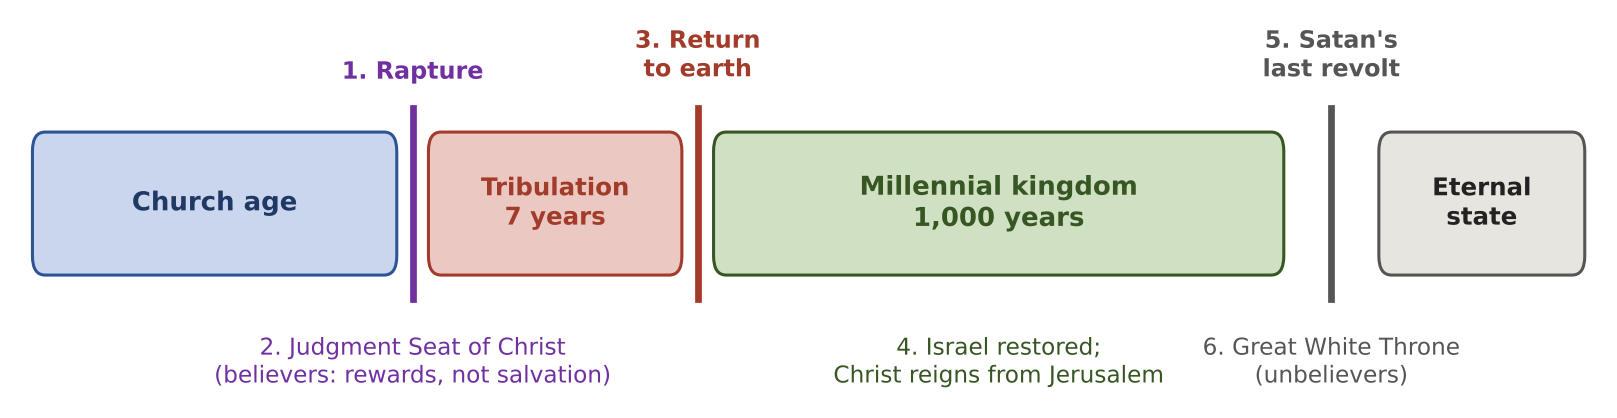 1. Rapture
3. Return
to earth
5. Satan's
last revolt
Church age
Tribulation
7 years
Millennial kingdom
1,000 years
Eternal
state
2. Judgment Seat of Christ
(believers: rewards, not salvation)
4. Israel restored;
Christ reigns from Jerusalem
6. Great White Throne
(unbelievers)